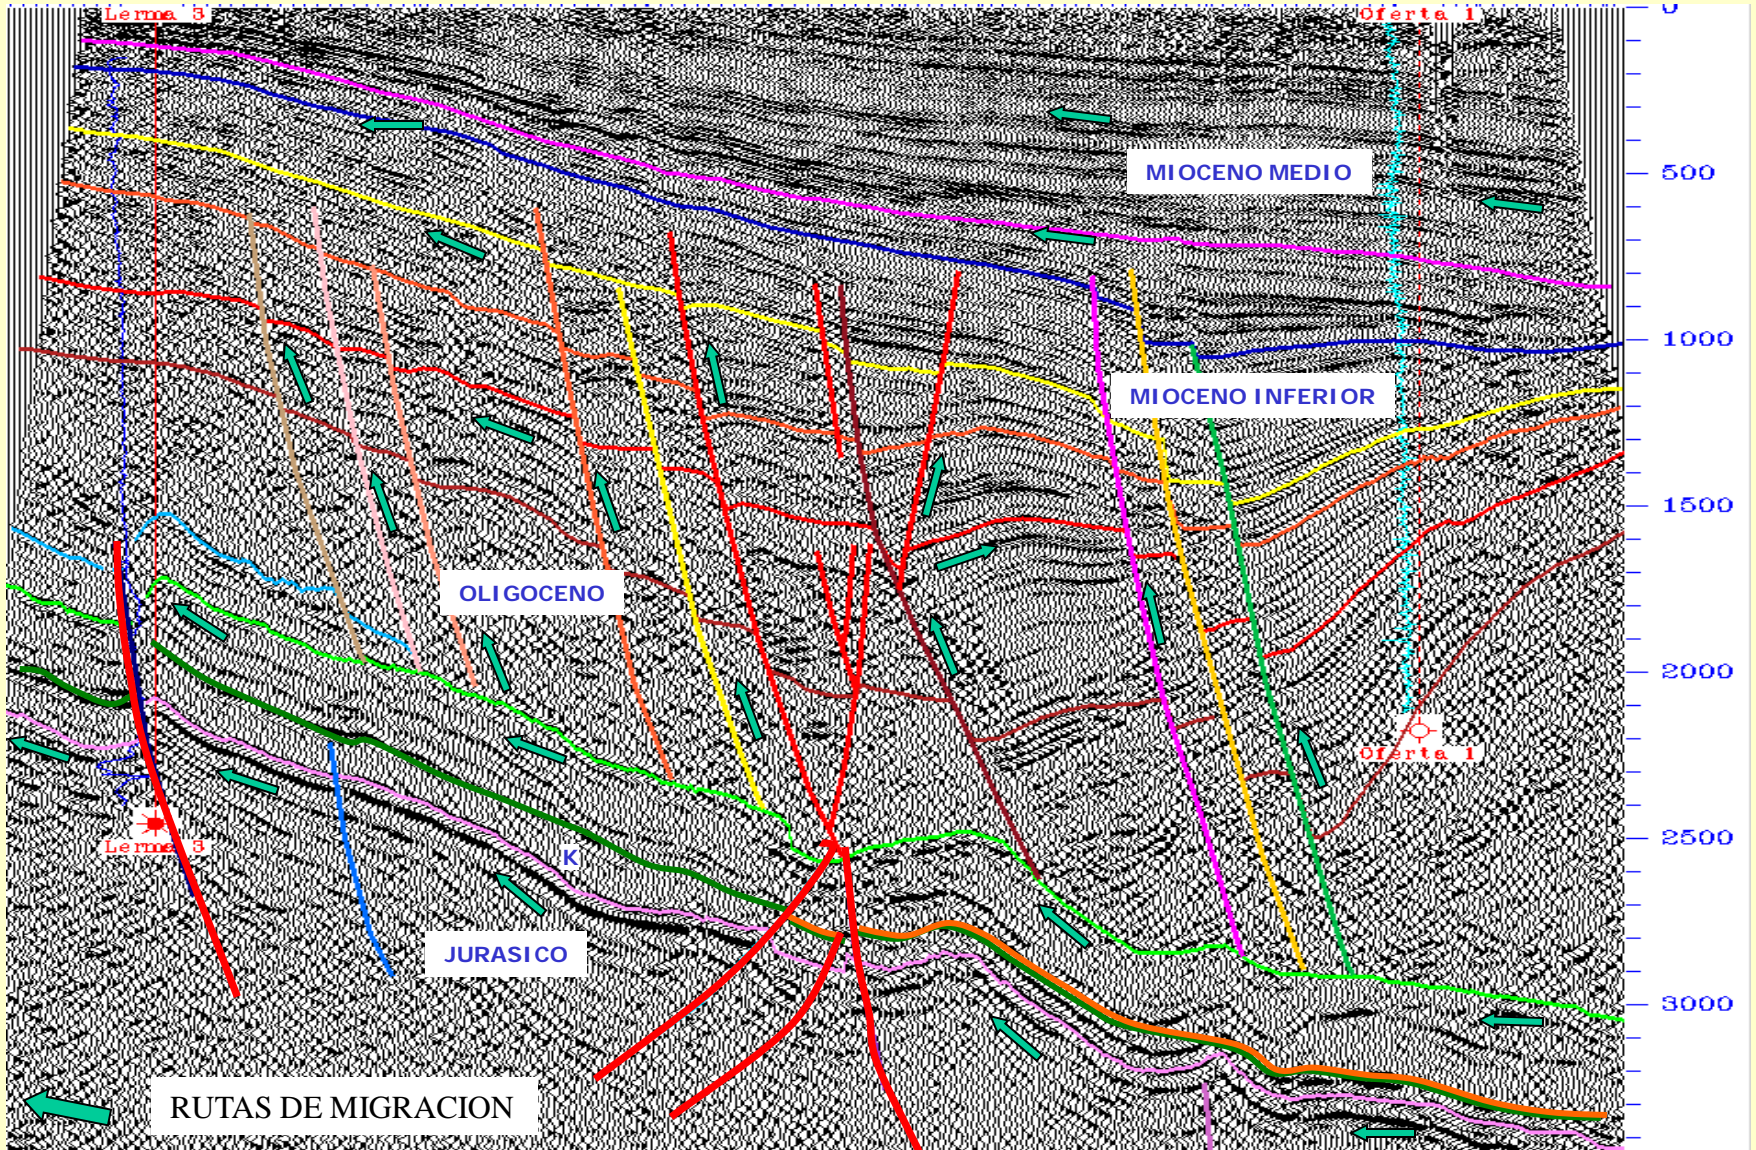 Lerma 3
Oferta 1
0
MIOCENO MEDIO
500
1000
MIOCENO INFERIOR
1500
OLIGOCENO
2000
Oferta 1
2500
Lerma 3
K
JURASICO
3000
RUTAS DE MIGRACION